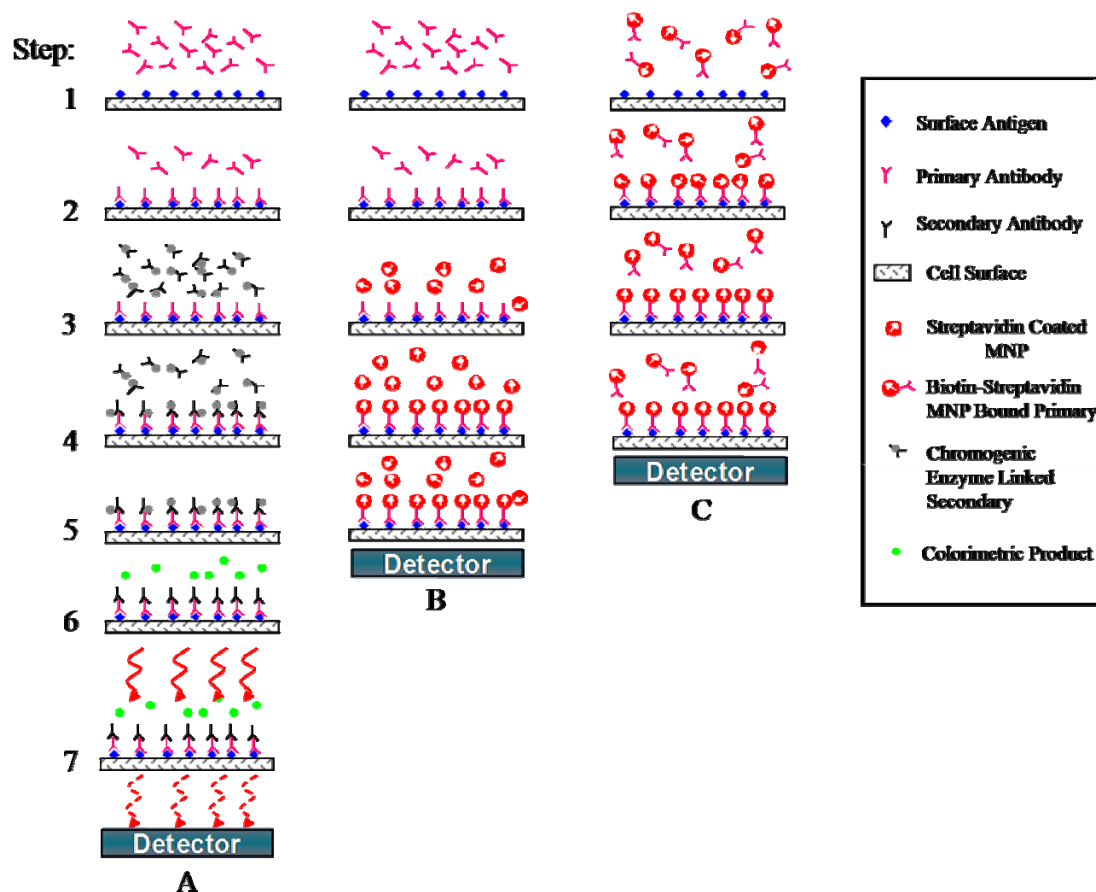 Step:
1
2
3
4
5
6
7
Detector
A
Detector
B
Detector
C
Surface Antigen
Primary Antibody
Secondary Antibody
Cell Surface
Streptavidin Coated
MNP
Biotin-Streptavidin
MNP Bound Primary
Chromogenic
Enzyme Linked
Secondary
Colorimetric Product